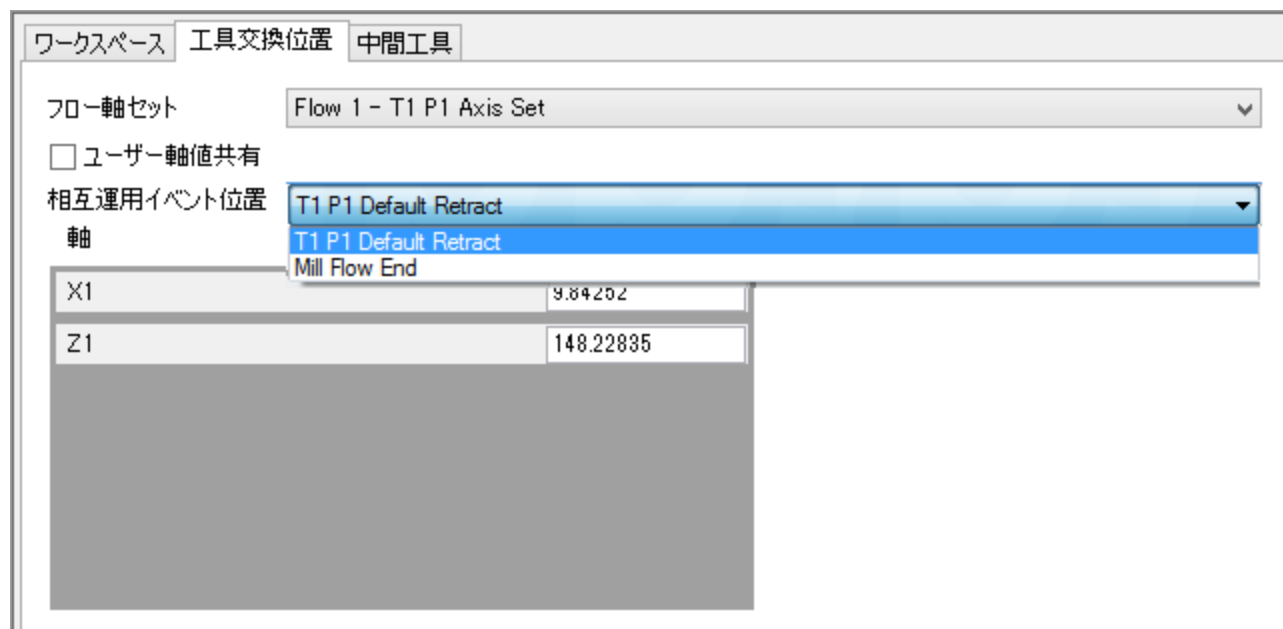 ワークスペース 工具交換位置 中間工具
フロー軸セット Flow 1 - T1 P1 Axis Set
ユーザー軸値共有
相互運用イベント位置 T1 P1 Default Retract
軸 T1 P1 Default Retract
Mill Flow End
X1 9.84252
Z1 148.22835